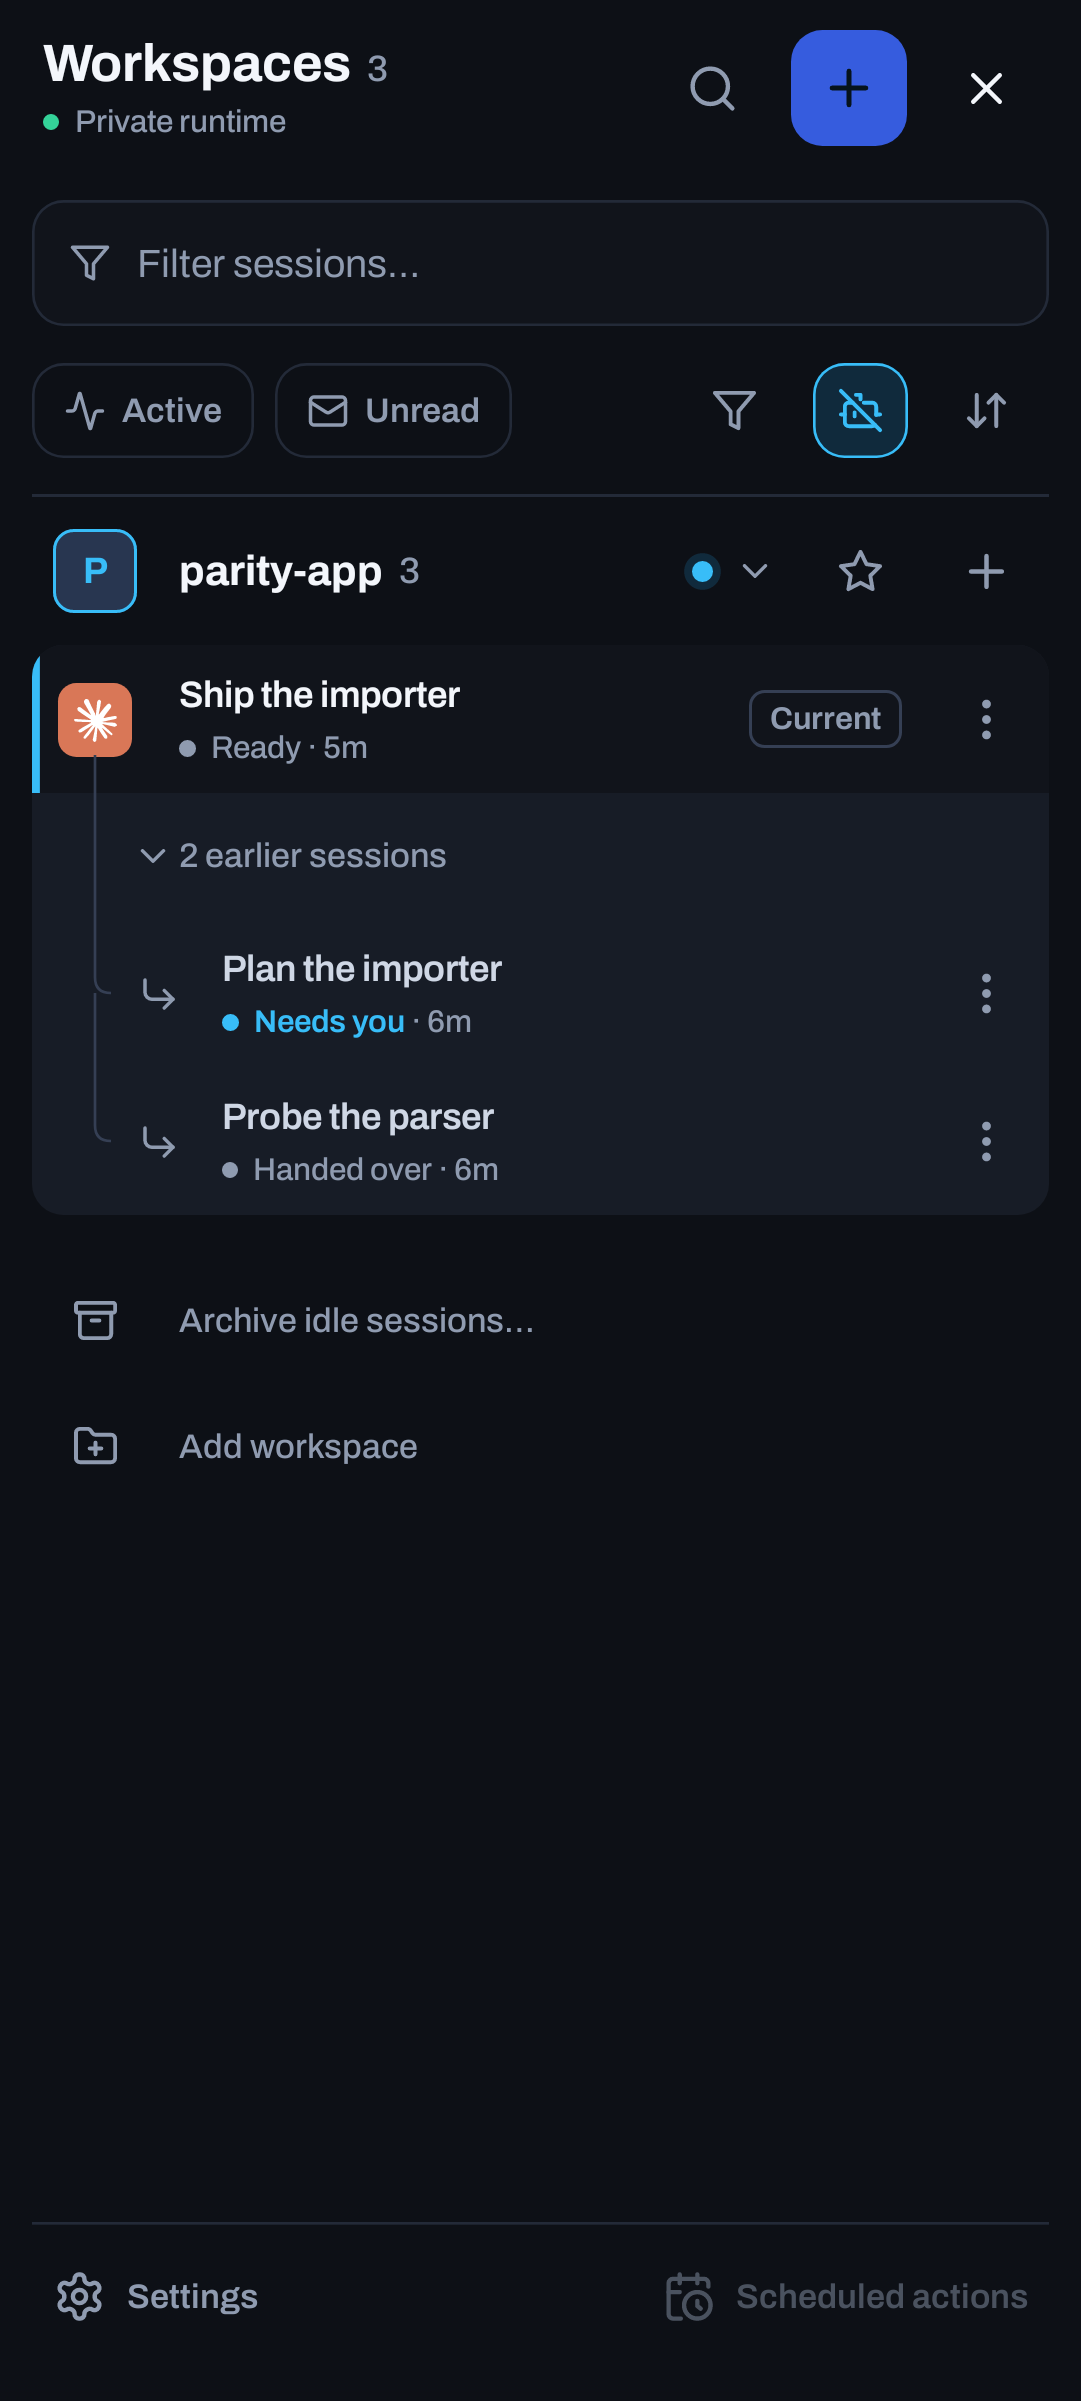 Workspaces 3
Private runtime
Filter sessions...
Active
Unread
P
parity-app 3
Ship the importer
Ready · 5m
Current
2 earlier sessions
Plan the importer
Needs you · 6m
Probe the parser
Handed over · 6m
Archive idle sessions...
Add workspace
Settings
Scheduled actions